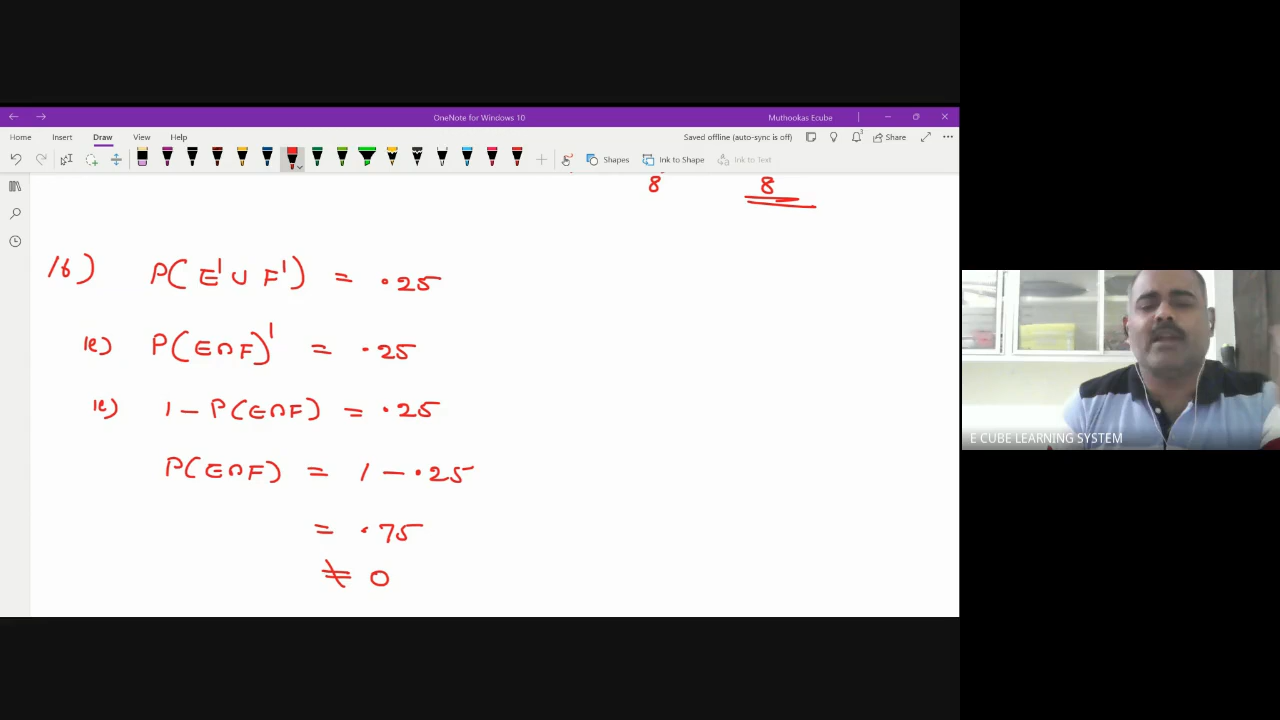 OneNote for Windows 10
Muthookas Ecube
Home Insert Draw View Help
Saved offline (auto-sync is off)
3
Share
Shapes
Ink to Shape
Ink to Text
8 8
16) P(E' ∪ F') = .25
ie) P(E∩F)' = .25
ie) 1 - P(E∩F) = .25
P(E∩F) = 1 - .25
= .75
≠ 0
E CUBE LEARNING SYSTEM